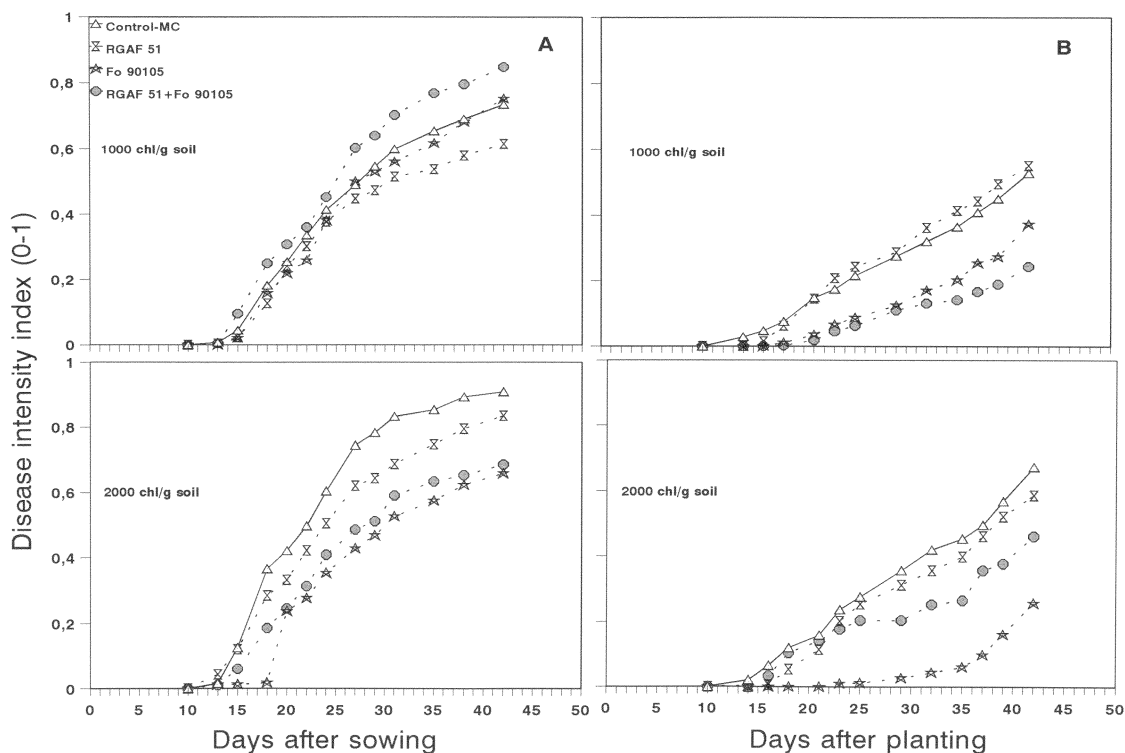 1
A
B
Control-MC
RGAF 51
0,8
Fo 90105
RGAF 51+Fo 90105
0,6
1000 chl/g soil
1000 chl/g soil
0,4
0,2
0
Disease intensity index (0-1)
1
0,8
0,6
2000 chl/g soil
2000 chl/g soil
0,4
0,2
0
0 5 10 15 20 25 30 35 40 45 50
0 5 10 15 20 25 30 35 40 45 50
Days after sowing
Days after planting